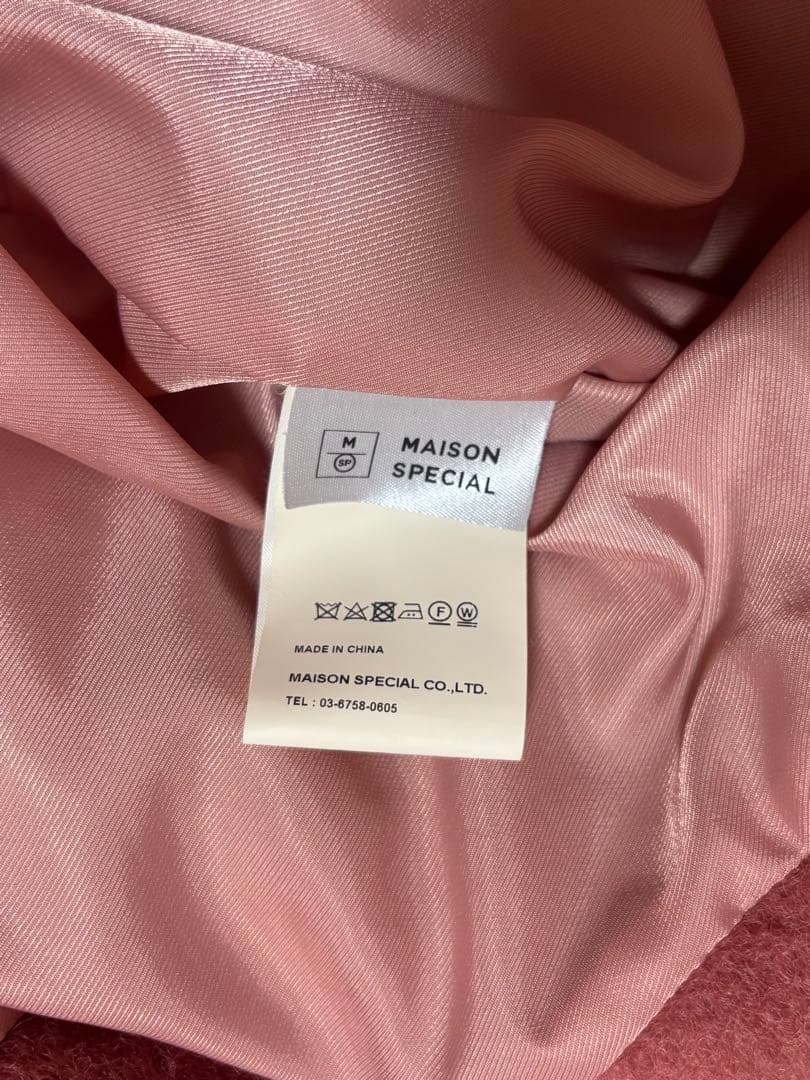 M
SP
MAISON
SPECIAL
F W
MADE IN CHINA
MAISON SPECIAL CO.,LTD.
TEL : 03-6758-0605